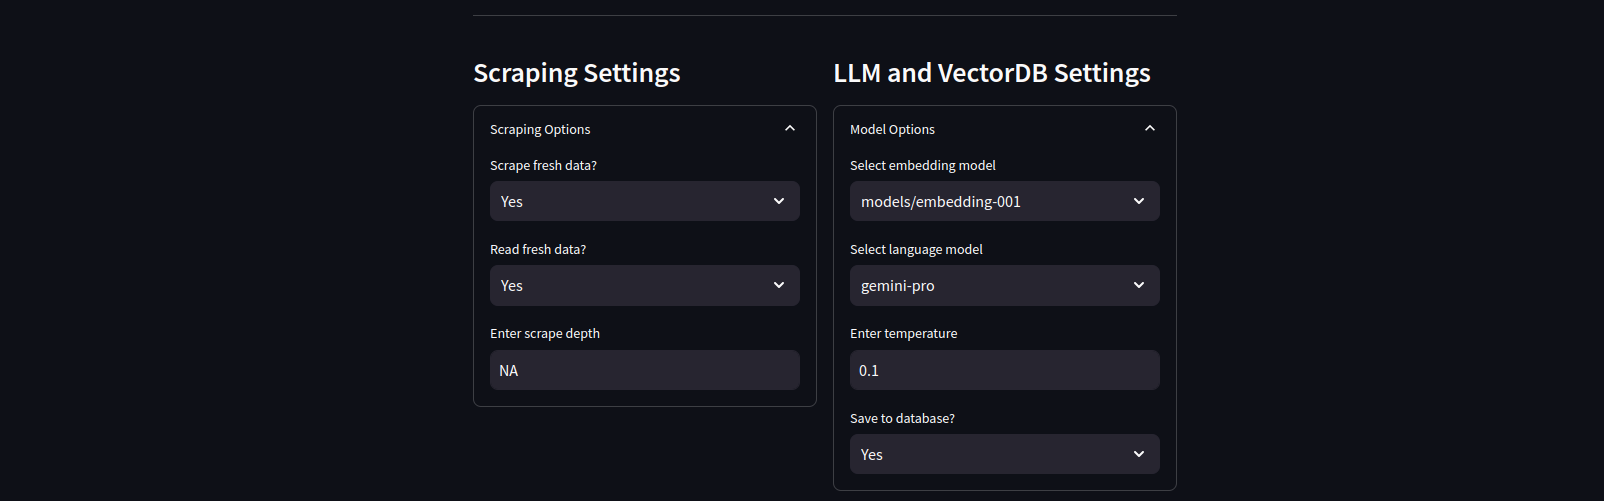 Scraping Settings
Scraping Options
Scrape fresh data?
Yes
Read fresh data?
Yes
Enter scrape depth
NA
LLM and VectorDB Settings
Model Options
Select embedding model
models/embedding-001
Select language model
gemini-pro
Enter temperature
0.1
Save to database?
Yes